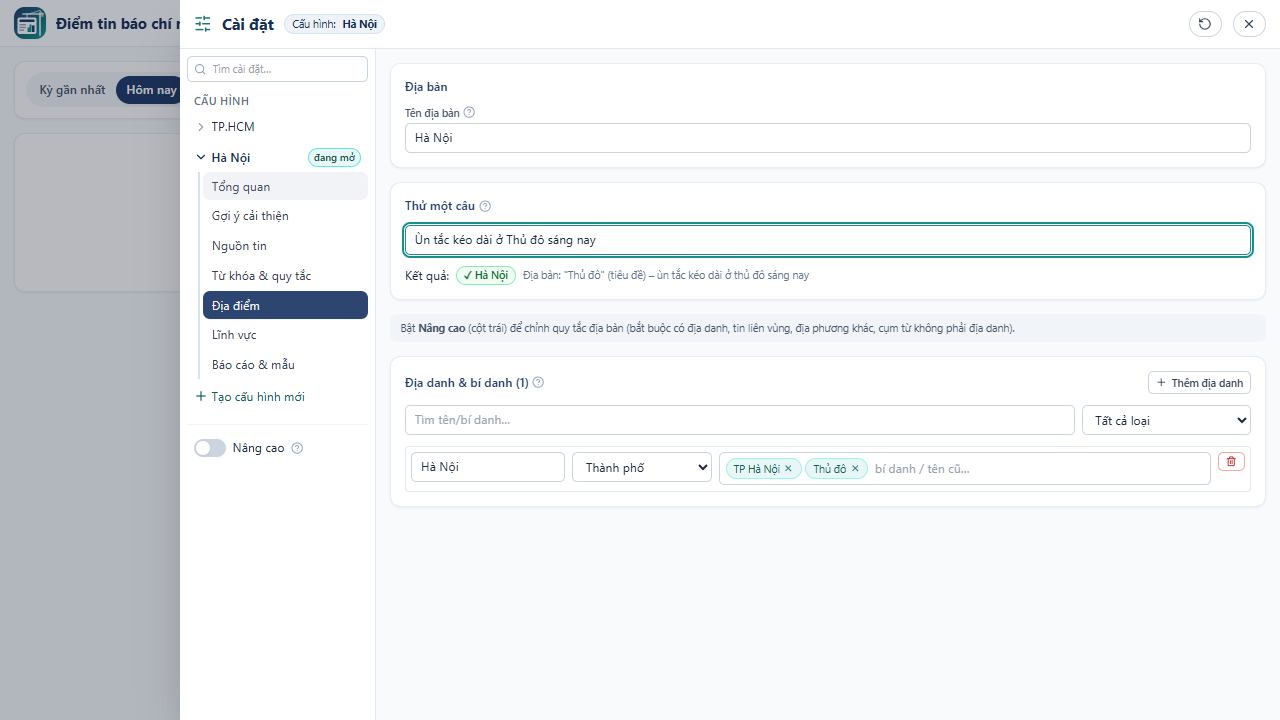 Điểm tin báo chí
Cài đặt
Cấu hình: Hà Nội
Kỳ gần nhất
Hôm nay
Tìm cài đặt...
CẤU HÌNH
TP.HCM
Hà Nội
đang mở
Tổng quan
Gợi ý cải thiện
Nguồn tin
Từ khóa & quy tắc
Địa điểm
Lĩnh vực
Báo cáo & mẫu
+ Tạo cấu hình mới
Nâng cao
Địa bàn
Tên địa bàn
Hà Nội
Thử một câu
Ùn tắc kéo dài ở Thủ đô sáng nay
Kết quả: ✓ Hà Nội Địa bàn: "Thủ đô" (tiêu đề) – ùn tắc kéo dài ở thủ đô sáng nay
Bật Nâng cao (cột trái) để chỉnh quy tắc địa bàn (bắt buộc có địa danh, tin liên vùng, địa phương khác, cụm từ không phải địa danh).
Địa danh & bí danh (1)
+ Thêm địa danh
Tìm tên/bí danh...
Tất cả loại
Hà Nội
Thành phố
TP Hà Nội ✕ Thủ đô ✕ bí danh / tên cũ...